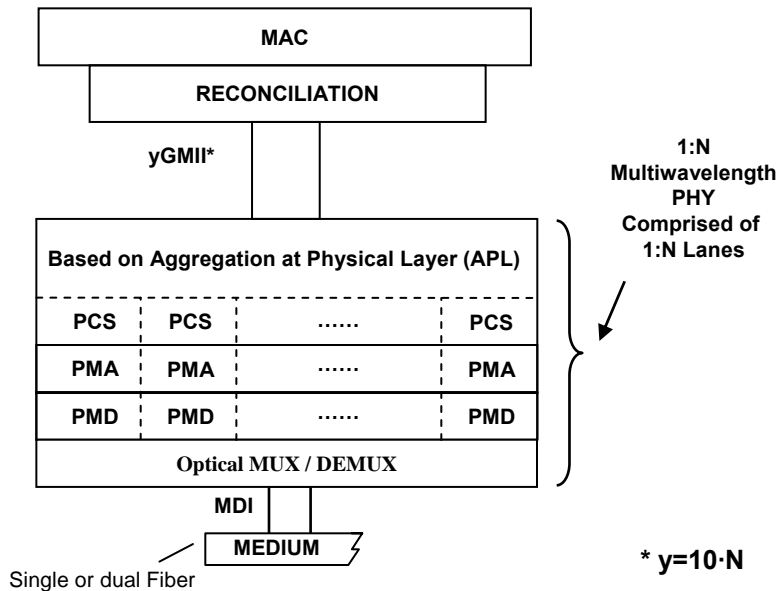 MAC
RECONCILIATION
yGMII*
1:N
Multiwavelength
PHY
Comprised of
1:N Lanes
Based on Aggregation at Physical Layer (APL)
PCS PCS ...... PCS
PMA PMA ...... PMA
PMD PMD ...... PMD
Optical MUX / DEMUX
MDI
MEDIUM
Single or dual Fiber
* y=10·N